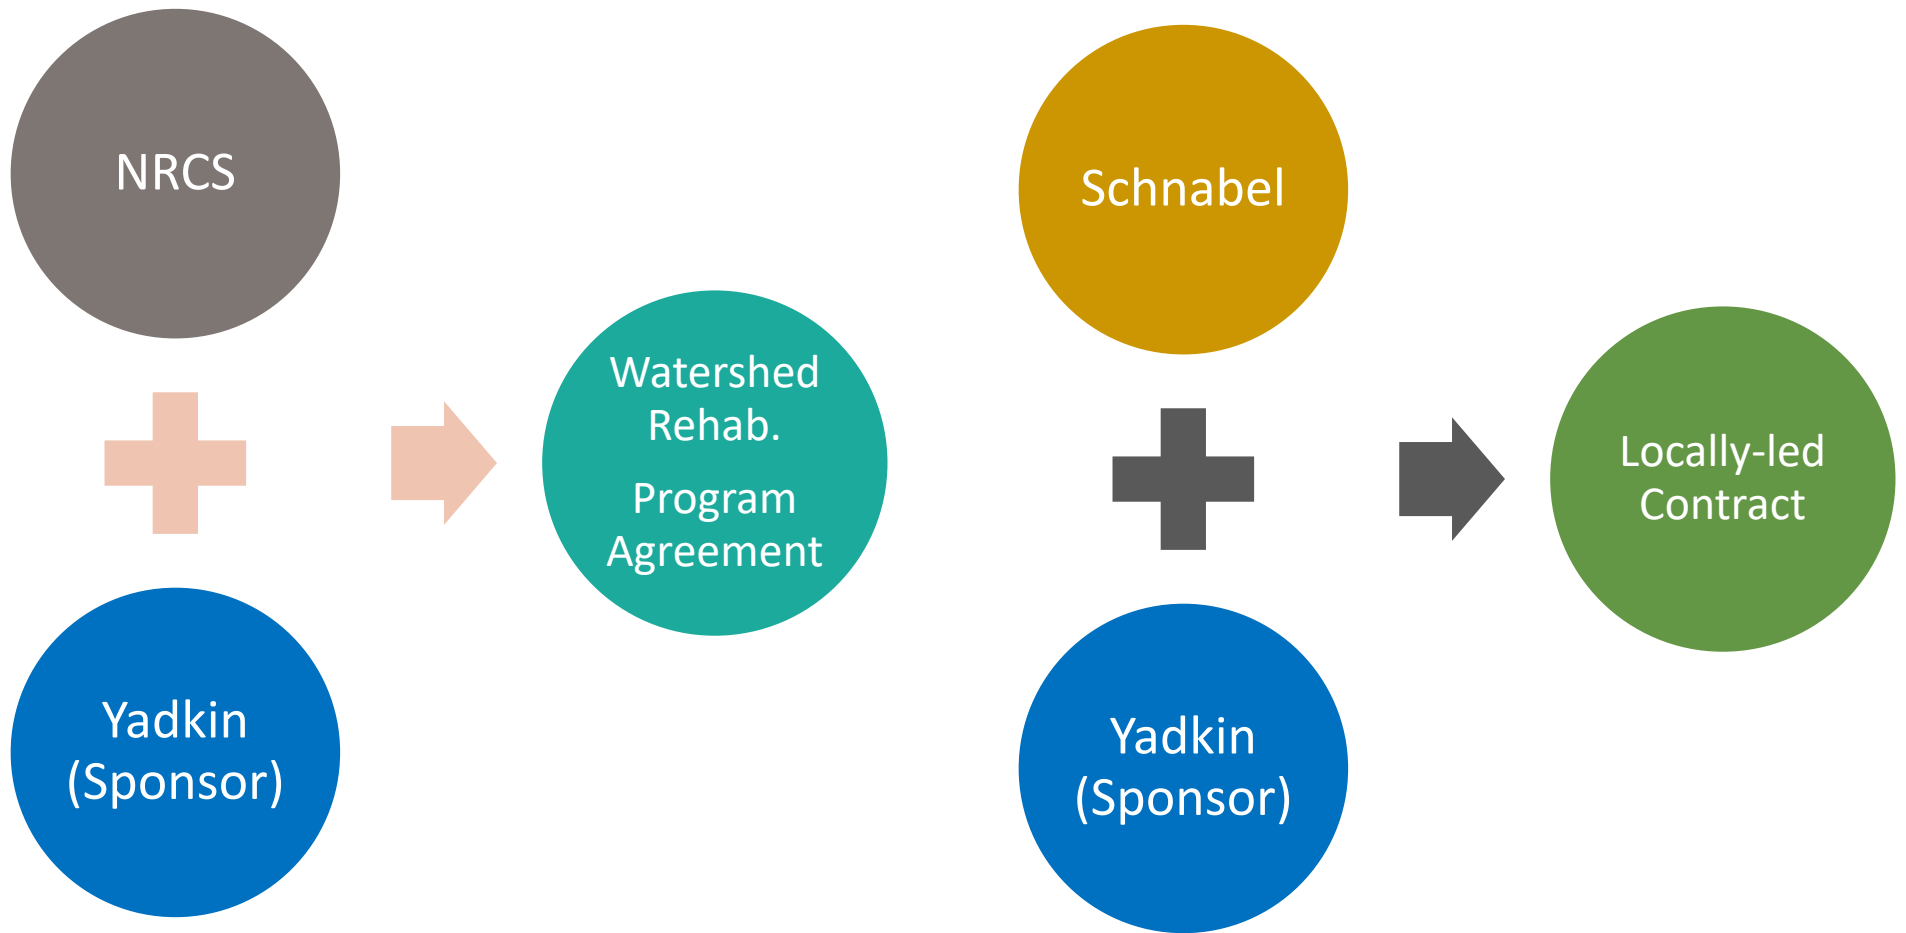 NRCS
Yadkin
(Sponsor)
Watershed
Rehab.
Program
Agreement
Schnabel
Yadkin
(Sponsor)
Locally-led
Contract